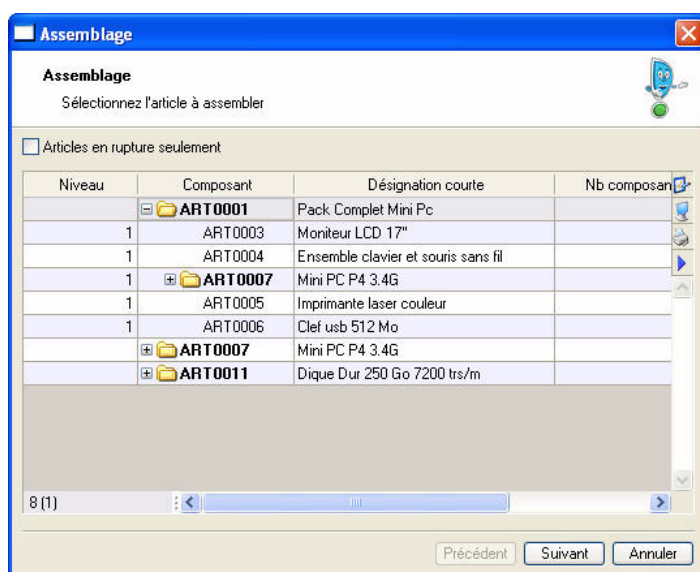 Assemblage
Assemblage
Sélectionnez l'article à assembler
Articles en rupture seulement
Niveau Composant Désignation courte Nb composan
ART0001 Pack Complet Mini Pc
1 ART0003 Moniteur LCD 17"
1 ART0004 Ensemble clavier et souris sans fil
1 ART0007 Mini PC P4 3.4G
1 ART0005 Imprimante laser couleur
1 ART0006 Clef usb 512 Mo
ART0007 Mini PC P4 3.4G
ART0011 Dique Dur 250 Go 7200 trs/m
8 (1)
Précédent Suivant Annuler